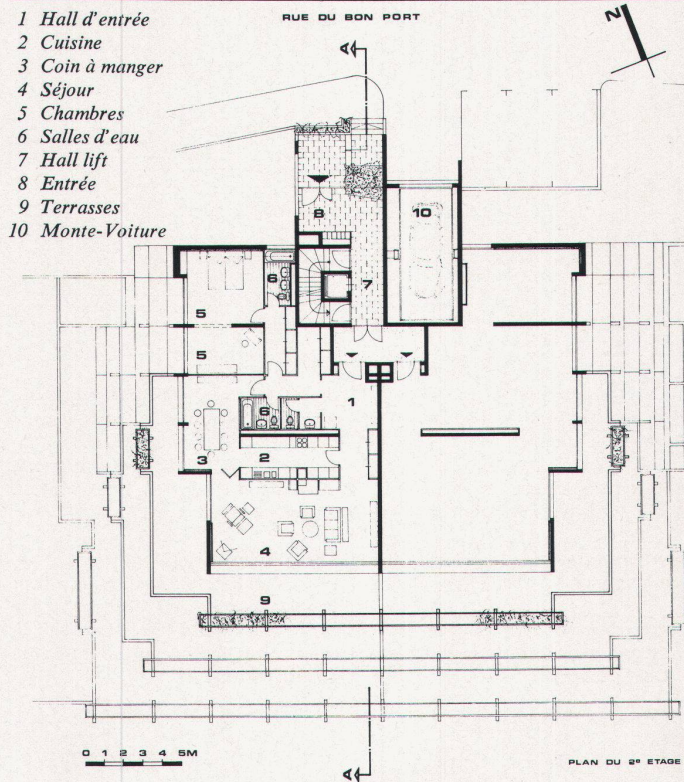 1 Hall d'entrée
2 Cuisine
3 Coin à manger
4 Séjour
5 Chambres
6 Salles d'eau
7 Hall lift
8 Entrée
9 Terrasses
10 Monte-Voiture
RUE DU BON PORT
N
A
8
10
6
7
5
5
1
6
3
2
4
9
0 1 2 3 4 5M
A
PLAN DU 2e ETAGE